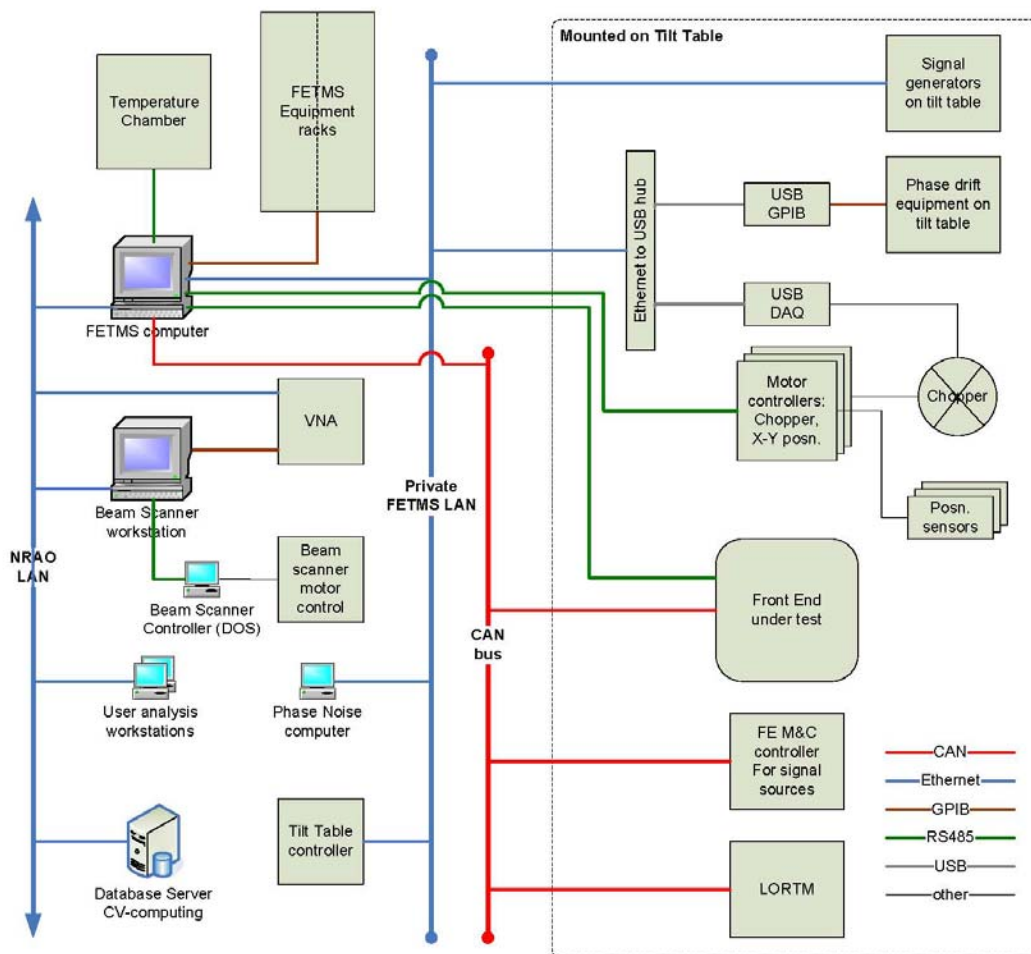 Mounted on Tilt Table
Temperature
Chamber
FETMS
Equipment
racks
Signal
generators
on tilt table
Ethernet to USB hub
USB
GPIB
Phase drift
equipment on
tilt table
USB
DAQ
FETMS computer
Motor
controllers:
Chopper,
X-Y posn.
Chopper
VNA
Private
FETMS LAN
Posn.
sensors
Beam Scanner
workstation
NRAO
LAN
Beam
scanner
motor
control
Beam Scanner
Controller (DOS)
Front End
under test
CAN
bus
User analysis
workstations
Phase Noise
computer
FE M&C
controller
For signal
sources
CAN
Ethernet
GPIB
RS485
USB
other
Tilt Table
controller
Database Server
CV-computing
LORTM